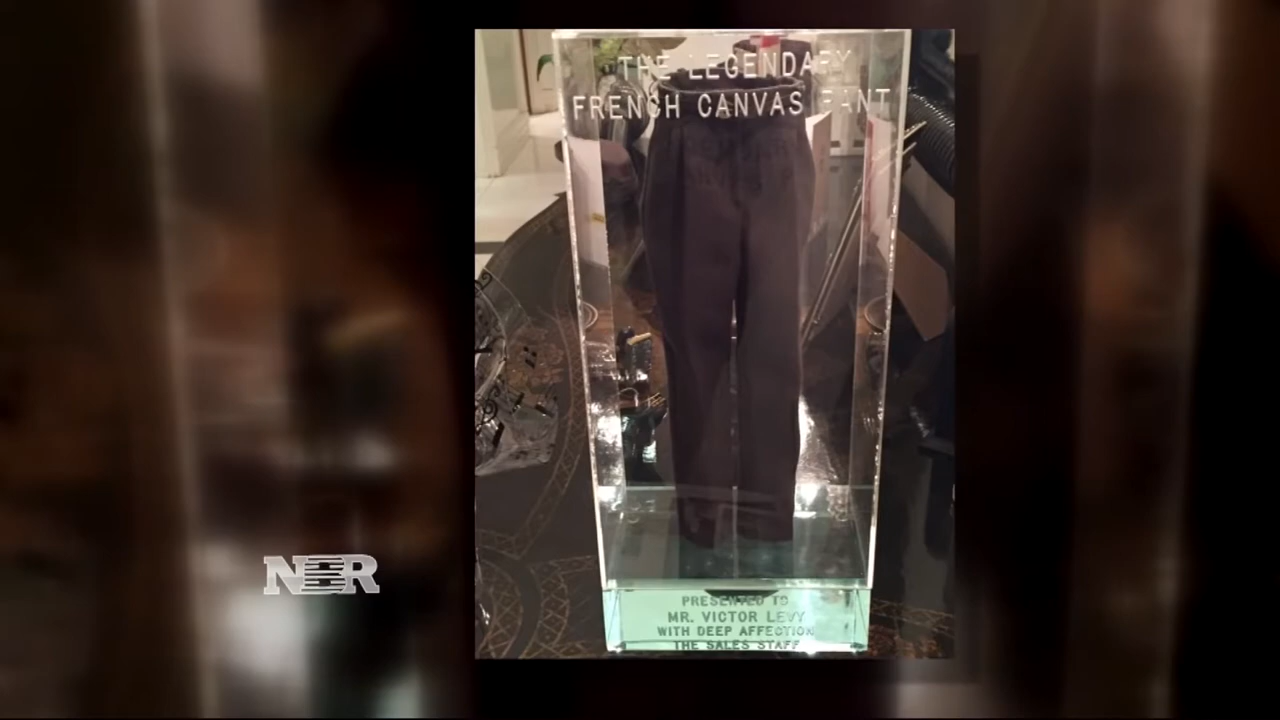 THE LEGENDARY
FRENCH CANVAS PANT
NBR
PRESENTED TO
MR. VICTOR LEVY
WITH DEEP AFFECTION
THE SALES STAFF